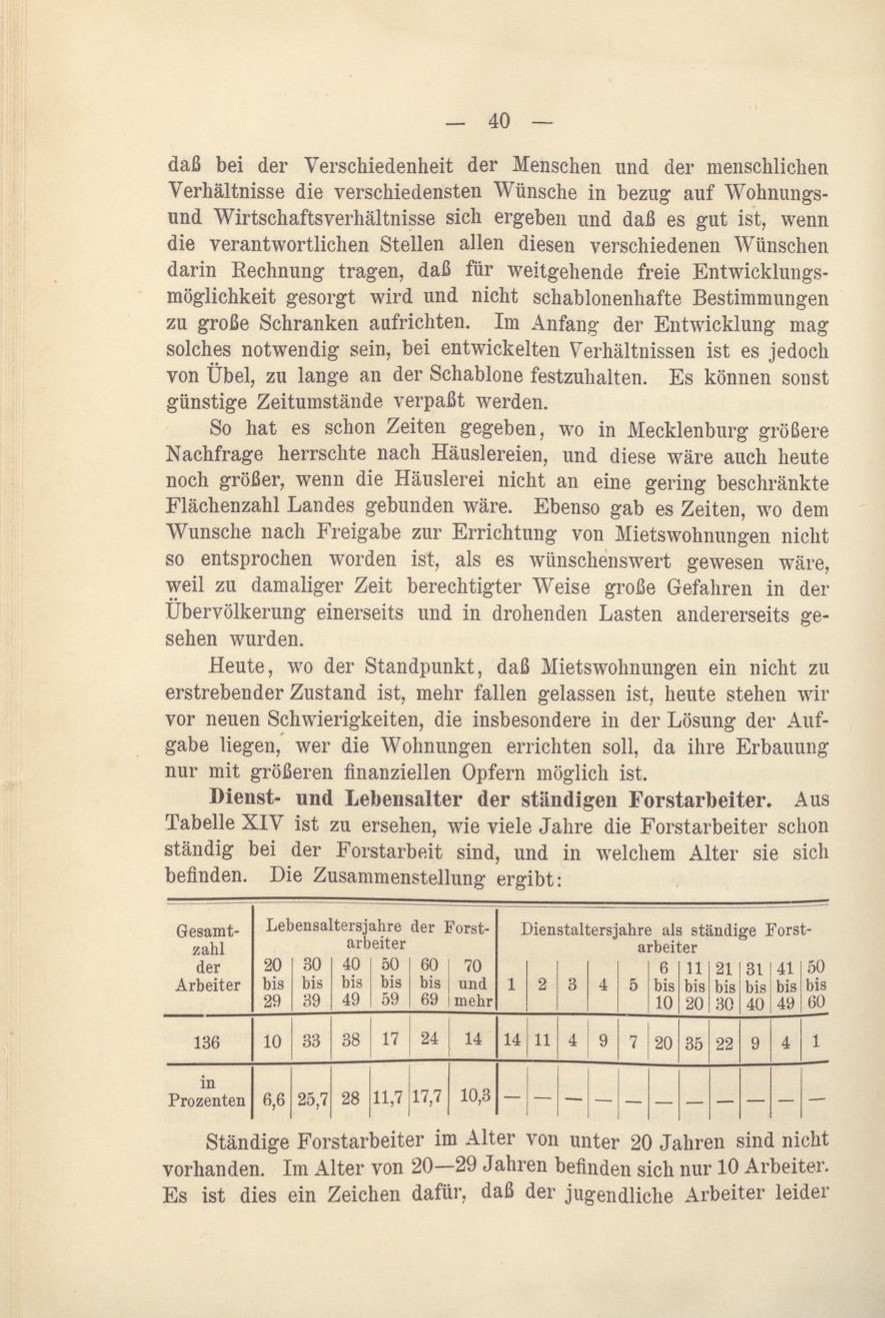 — 40 —
daß bei der Verschiedenheit der Menschen und der menschlichen
Verhältnisse die verschiedensten Wünsche in bezug auf Wohnungs-
und Wirtschaftsverhältnisse sich ergeben und daß es gut ist, wenn
die verantwortlichen Stellen allen diesen verschiedenen Wünschen
darin Rechnung tragen, daß für weitgehende freie Entwicklungs-
möglichkeit gesorgt wird und nicht schablonenhafte Bestimmungen
zu große Schranken aufrichten. Im Anfang der Entwicklung mag
solches notwendig sein, bei entwickelten Verhältnissen ist es jedoch
von Übel, zu lange an der Schablone festzuhalten. Es können sonst
günstige Zeitumstände verpaßt werden.
So hat es schon Zeiten gegeben, wo in Mecklenburg größere
Nachfrage herrschte nach Häuslereien, und diese wäre auch heute
noch größer, wenn die Häuslerei nicht an eine gering beschränkte
Flächenzahl Landes gebunden wäre. Ebenso gab es Zeiten, wo dem
Wunsche nach Freigabe zur Errichtung von Mietswohnungen nicht
so entsprochen worden ist, als es wünschenswert gewesen wäre,
weil zu damaliger Zeit berechtigter Weise große Gefahren in der
Übervölkerung einerseits und in drohenden Lasten andererseits ge-
sehen wurden.
Heute, wo der Standpunkt, daß Mietswohnungen ein nicht zu
erstrebender Zustand ist, mehr fallen gelassen ist, heute stehen wir
vor neuen Schwierigkeiten, die insbesondere in der Lösung der Auf-
gabe liegen, wer die Wohnungen errichten soll, da ihre Erbauung
nur mit größeren finanziellen Opfern möglich ist.
Dienst- und Lebensalter der ständigen Forstarbeiter. Aus
Tabelle XIV ist zu ersehen, wie viele Jahre die Forstarbeiter schon
ständig bei der Forstarbeit sind, und in welchem Alter sie sich
befinden. Die Zusammenstellung ergibt:
Gesamt-
zahl
der
Arbeiter
Lebensaltersjahre der Forst-
arbeiter
Dienstaltersjahre als ständige Forst-
arbeiter
20 30 40 50 60 70 6 11 21 31 41 50
bis bis bis bis bis und 1 2 3 4 5 bis bis bis bis bis bis
29 39 49 59 69 mehr 10 20 30 40 49 60
136 10 33 38 17 24 14 14 11 4 9 7 20 35 22 9 4 1
in
Prozenten 6,6 25,7 28 11,7 17,7 10,3 — — — — — — — — — — —
Ständige Forstarbeiter im Alter von unter 20 Jahren sind nicht
vorhanden. Im Alter von 20—29 Jahren befinden sich nur 10 Arbeiter.
Es ist dies ein Zeichen dafür, daß der jugendliche Arbeiter leider